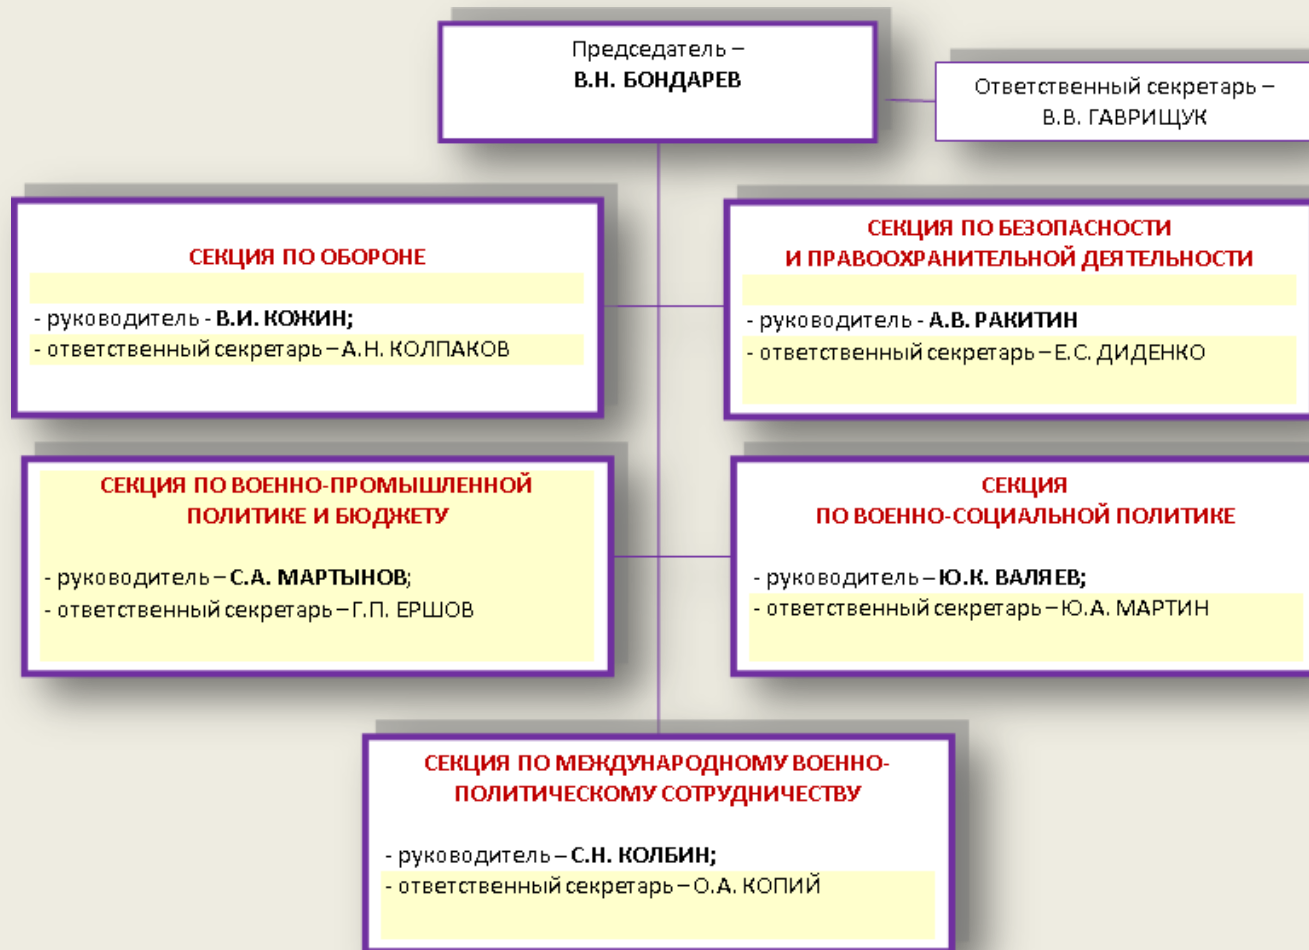 Председатель –
В.Н. БОНДАРЕВ
Ответственный секретарь –
В.В. ГАВРИЩУК
СЕКЦИЯ ПО ОБОРОНЕ
- руководитель - В.И. КОЖИН;
- ответственный секретарь – А.Н. КОЛПАКОВ
СЕКЦИЯ ПО БЕЗОПАСНОСТИ
И ПРАВООХРАНИТЕЛЬНОЙ ДЕЯТЕЛЬНОСТИ
- руководитель - А.В. РАКИТИН
- ответственный секретарь – Е.С. ДИДЕНКО
СЕКЦИЯ ПО ВОЕННО-ПРОМЫШЛЕННОЙ
ПОЛИТИКЕ И БЮДЖЕТУ
- руководитель – С.А. МАРТЫНОВ;
- ответственный секретарь – Г.П. ЕРШОВ
СЕКЦИЯ
ПО ВОЕННО-СОЦИАЛЬНОЙ ПОЛИТИКЕ
- руководитель – Ю.К. ВАЛЯЕВ;
- ответственный секретарь – Ю.А. МАРТИН
СЕКЦИЯ ПО МЕЖДУНАРОДНОМУ ВОЕННО-
ПОЛИТИЧЕСКОМУ СОТРУДНИЧЕСТВУ
- руководитель – С.Н. КОЛБИН;
- ответственный секретарь – О.А. КОПИЙ